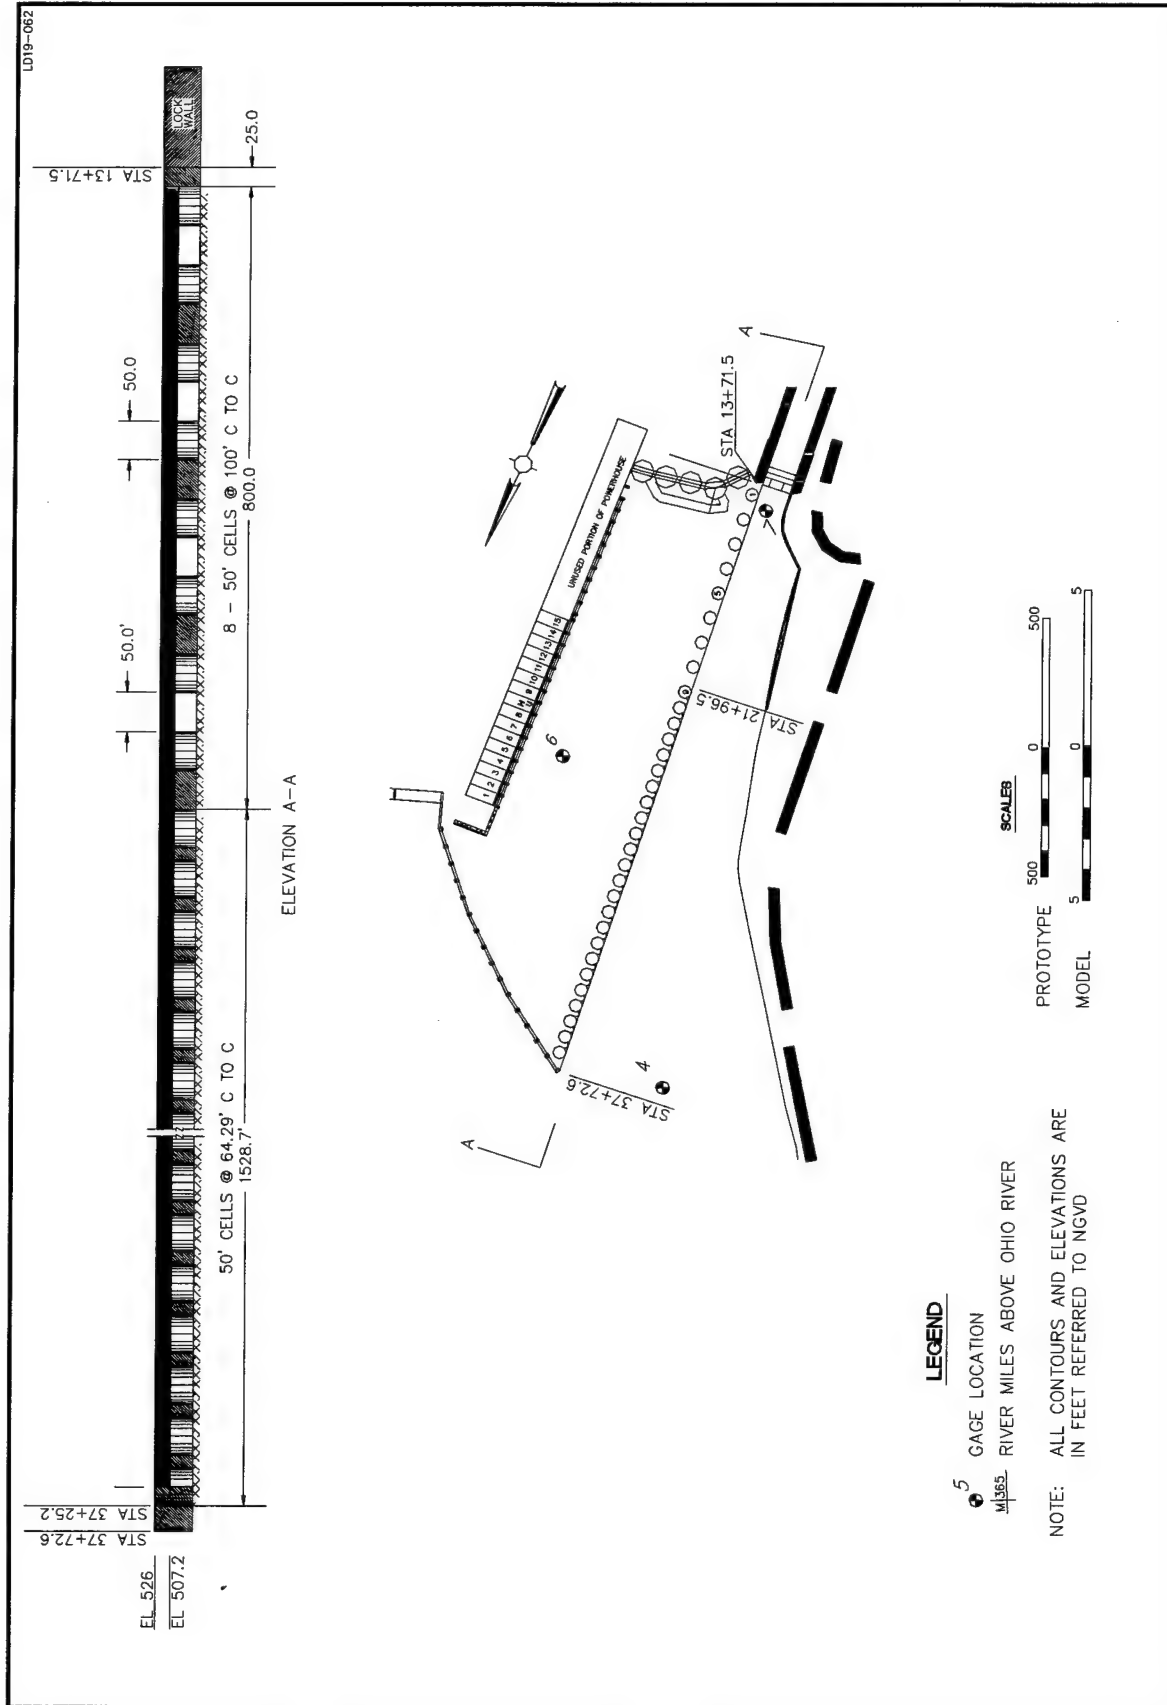 LD19-062
STA 37+72.6
STA 37+25.2
STA 13+71.5
EL 526
EL 507.2
LOCK
WALL
50.0'
50.0
25.0
50' CELLS @ 64.29' C TO C
1528.7'
8 - 50' CELLS @ 100' C TO C
800.0
ELEVATION A-A
A
A
STA 37+72.6
STA 21+96.5
STA 13+71.5
1 2 3 4 5 6 7 8 9 10 11 12 13 14 15
UNUSED PORTION OF POWERHOUSE
4
6
7
1
5
9
LEGEND
5 GAGE LOCATION
M 365 RIVER MILES ABOVE OHIO RIVER
NOTE: ALL CONTOURS AND ELEVATIONS ARE
IN FEET REFERRED TO NGVD
SCALES
PROTOTYPE 500 0 500
MODEL 5 0 5